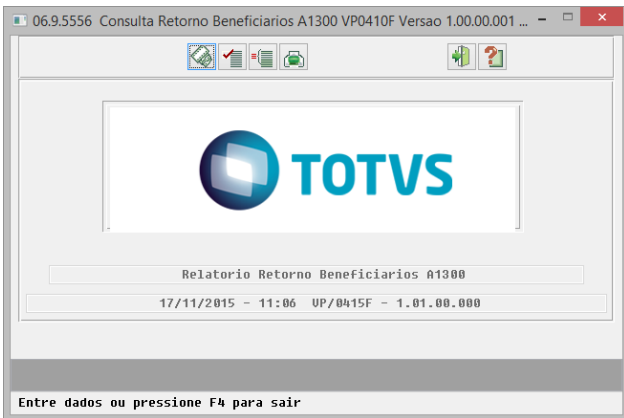 06.9.5556 Consulta Retorno Beneficiarios A1300 VP0410F Versao 1.00.00.001 ...
TOTVS
Relatorio Retorno Beneficiarios A1300
17/11/2015 - 11:06 VP/0415F - 1.01.00.000
Entre dados ou pressione F4 para sair